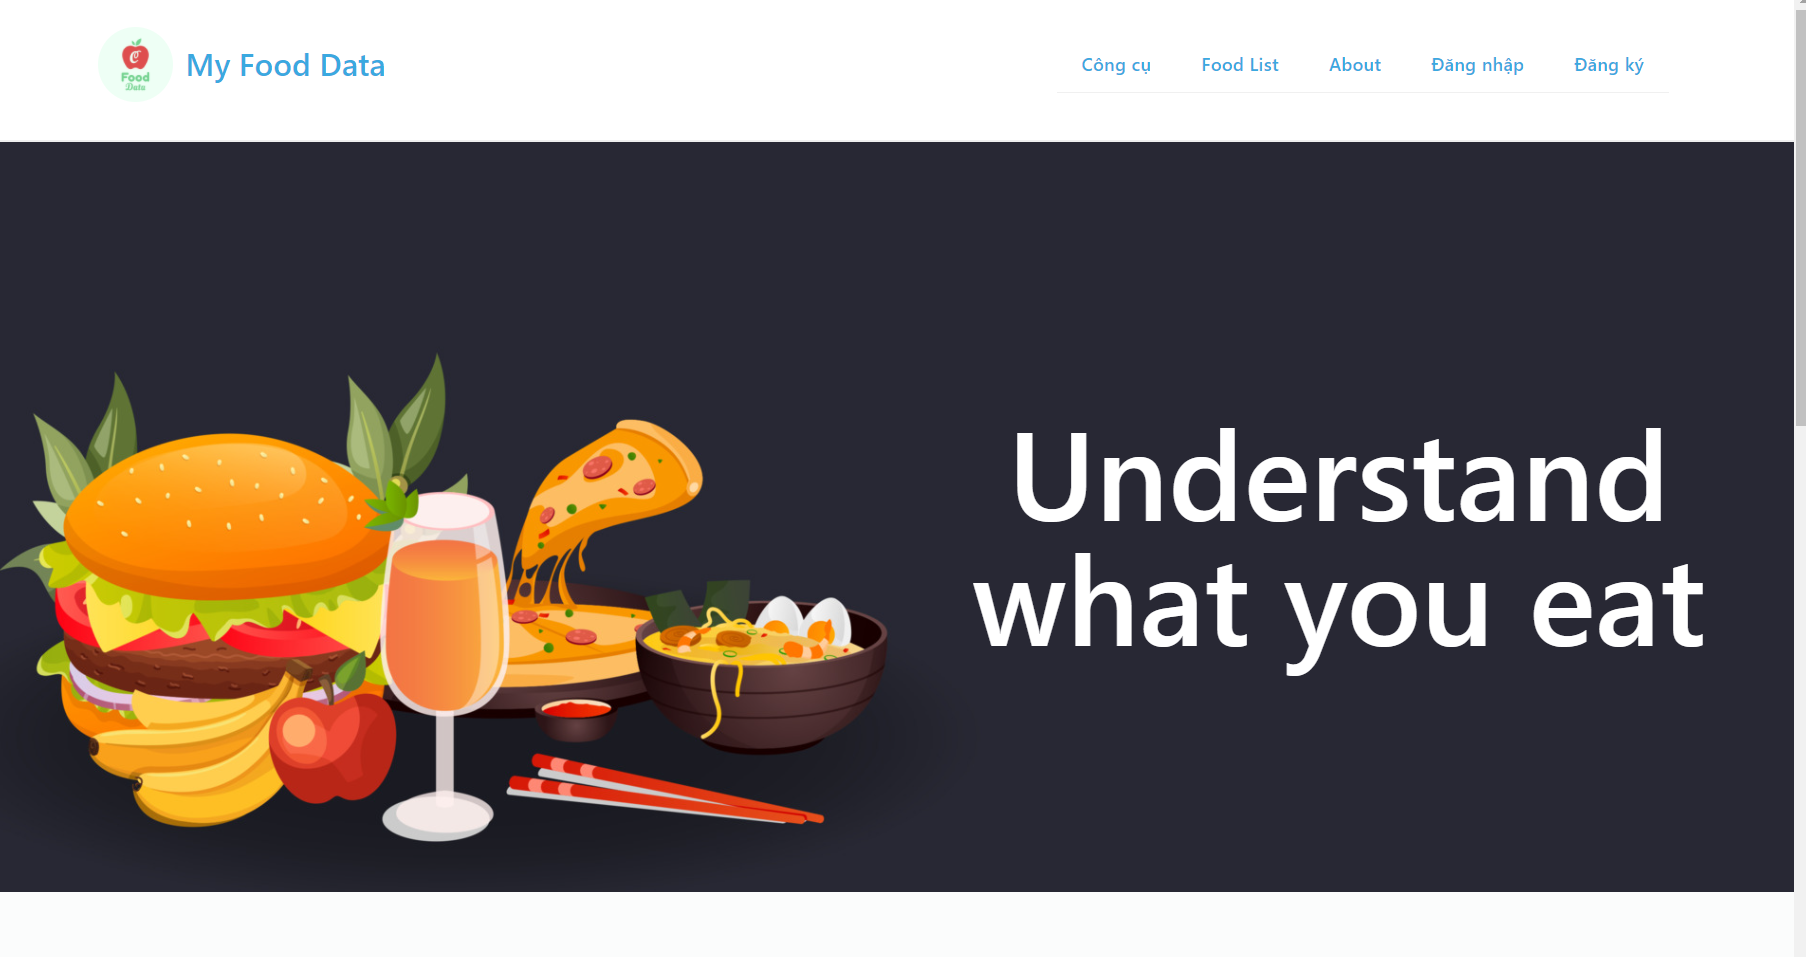 Food
Data
My Food Data
Công cụ
Food List
About
Đăng nhập
Đăng ký
Understand
what you eat